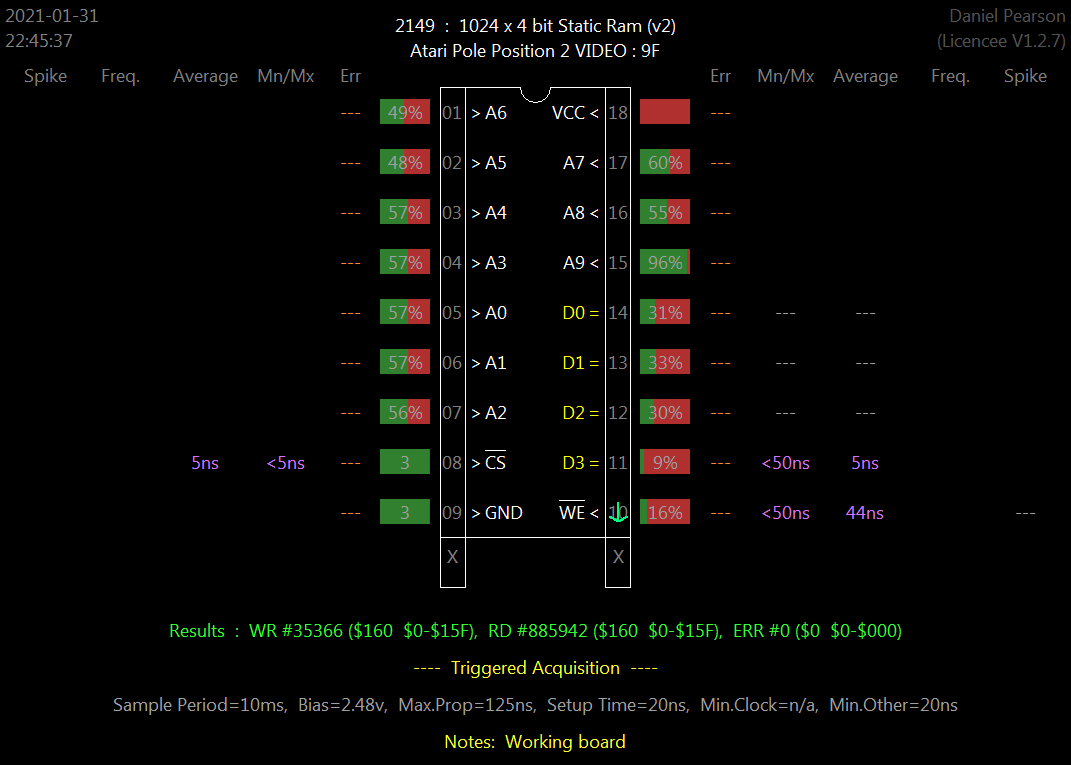 2021-01-31 2149 : 1024 x 4 bit Static Ram (v2) Daniel Pearson
22:45:37 Atari Pole Position 2 VIDEO : 9F (Licencee V1.2.7)
Spike Freq. Average Mn/Mx Err Err Mn/Mx Average Freq. Spike
--- 49% 01 > A6 VCC < 18 ---
--- 48% 02 > A5 A7 < 17 60% ---
--- 57% 03 > A4 A8 < 16 55% ---
--- 57% 04 > A3 A9 < 15 96% ---
--- 57% 05 > A0 D0 = 14 31% --- --- ---
--- 57% 06 > A1 D1 = 13 33% --- --- ---
--- 56% 07 > A2 D2 = 12 30% --- --- ---
5ns <5ns --- 3 08 > C̅S̅ D3 = 11 9% --- <50ns 5ns
--- 3 09 > GND W̅E̅ < 10 16% --- <50ns 44ns ---
X X
Results : WR #35366 ($160 $0-$15F), RD #885942 ($160 $0-$15F), ERR #0 ($0 $0-$000)
---- Triggered Acquisition ----
Sample Period=10ms, Bias=2.48v, Max.Prop=125ns, Setup Time=20ns, Min.Clock=n/a, Min.Other=20ns
Notes: Working board